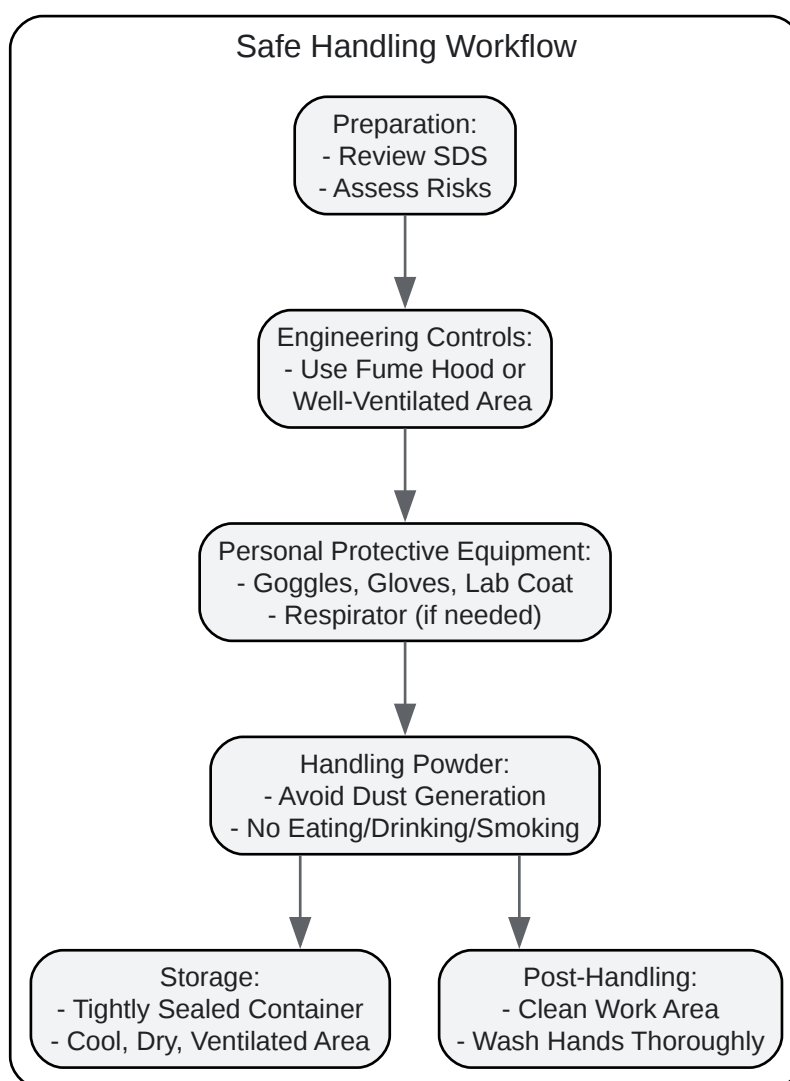 Safe Handling Workflow
Preparation:
- Review SDS
- Assess Risks
Engineering Controls:
- Use Fume Hood or
Well-Ventilated Area
Personal Protective Equipment:
- Goggles, Gloves, Lab Coat
- Respirator (if needed)
Handling Powder:
- Avoid Dust Generation
- No Eating/Drinking/Smoking
Storage:
- Tightly Sealed Container
- Cool, Dry, Ventilated Area
Post-Handling:
- Clean Work Area
- Wash Hands Thoroughly